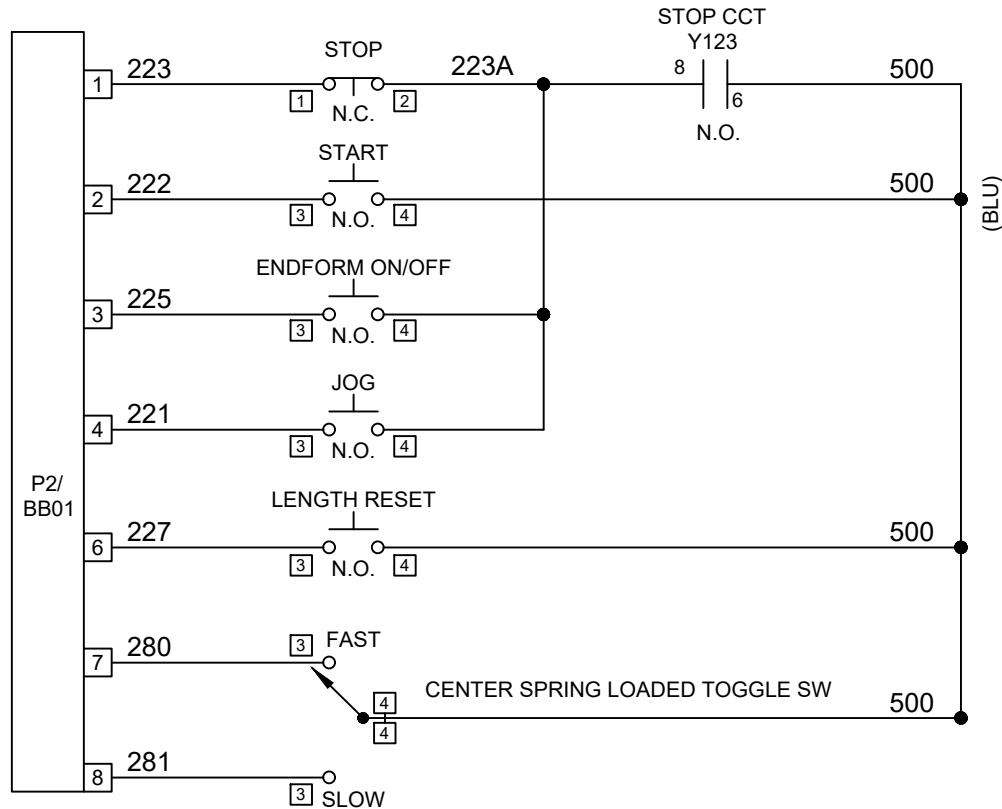 STOP CCT
Y123
8
6
N.O.
500
P2/
BB01
1
223
STOP
1
2
N.C.
223A
2
222
START
3
4
N.O.
500
(BLU)
3
225
ENDFORM ON/OFF
3
4
N.O.
4
221
JOG
3
4
N.O.
6
227
LENGTH RESET
3
4
N.O.
500
7
280
3
FAST
4
4
CENTER SPRING LOADED TOGGLE SW
500
8
281
3
SLOW